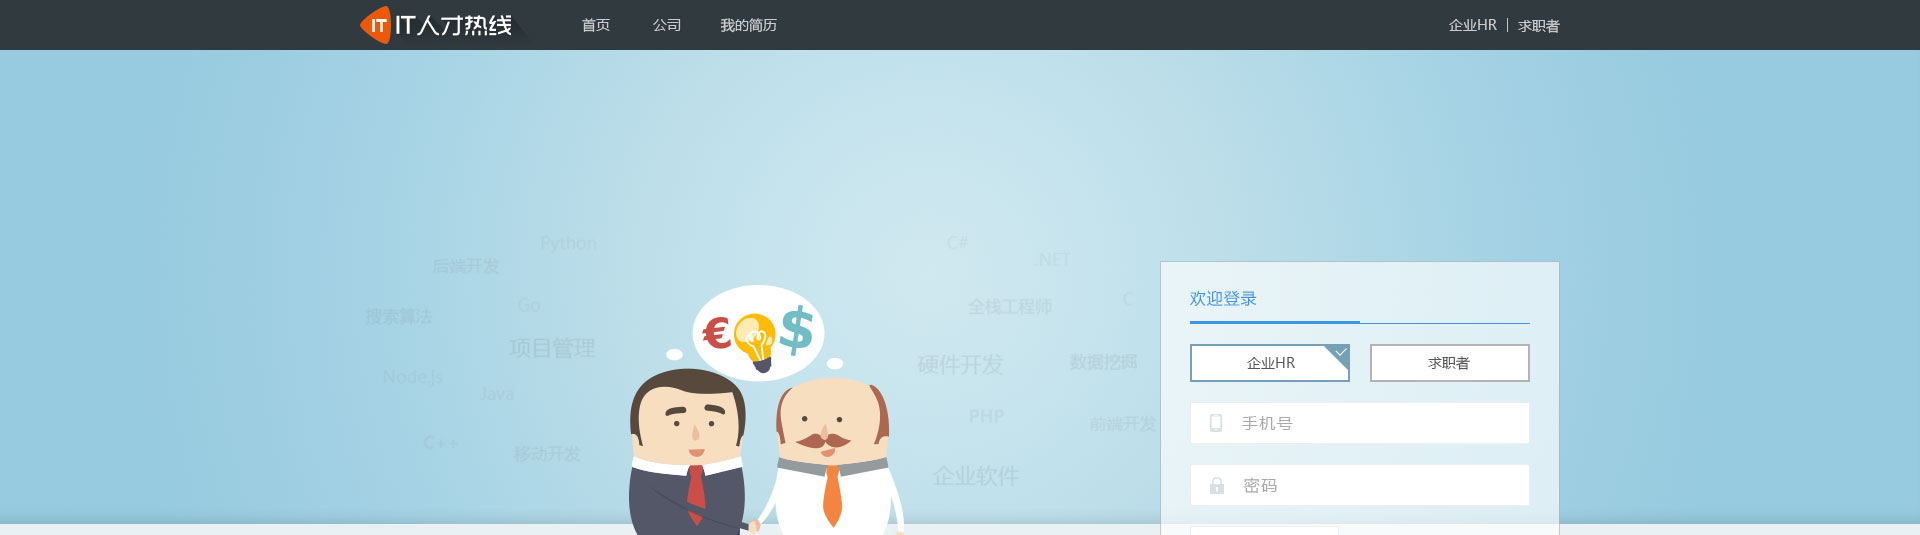 IT IT人才热线 首页 公司 我的简历 企业HR 求职者
Python C#
.NET
后端开发
欢迎登录
Go 全栈工程师 C
搜索算法
€ $
项目管理
硬件开发 数据挖掘 企业HR 求职者
Node.js
Java
PHP 前端开发 手机号
C++
移动开发
企业软件 密码